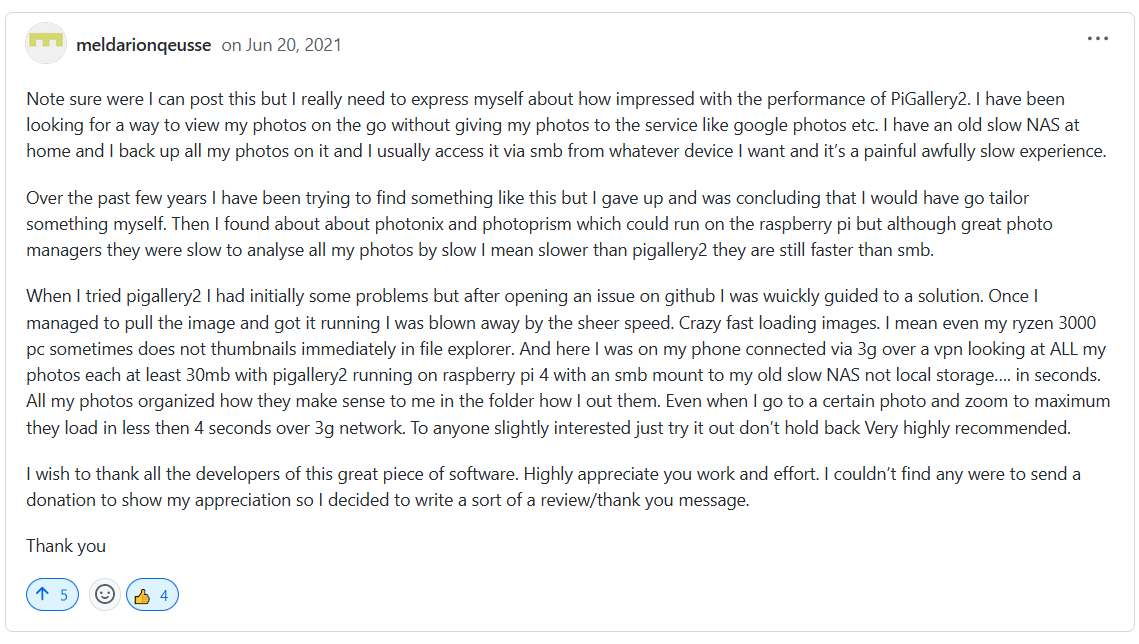 meldarionqeusse on Jun 20, 2021
Note sure were I can post this but I really need to express myself about how impressed with the performance of PiGallery2. I have been
looking for a way to view my photos on the go without giving my photos to the service like google photos etc. I have an old slow NAS at
home and I back up all my photos on it and I usually access it via smb from whatever device I want and it’s a painful awfully slow experience.
Over the past few years I have been trying to find something like this but I gave up and was concluding that I would have go tailor
something myself. Then I found about about photonix and photoprism which could run on the raspberry pi but although great photo
managers they were slow to analyse all my photos by slow I mean slower than pigallery2 they are still faster than smb.
When I tried pigallery2 I had initially some problems but after opening an issue on github I was wuickly guided to a solution. Once I
managed to pull the image and got it running I was blown away by the sheer speed. Crazy fast loading images. I mean even my ryzen 3000
pc sometimes does not thumbnails immediately in file explorer. And here I was on my phone connected via 3g over a vpn looking at ALL my
photos each at least 30mb with pigallery2 running on raspberry pi 4 with an smb mount to my old slow NAS not local storage.... in seconds.
All my photos organized how they make sense to me in the folder how I out them. Even when I go to a certain photo and zoom to maximum
they load in less then 4 seconds over 3g network. To anyone slightly interested just try it out don’t hold back Very highly recommended.
I wish to thank all the developers of this great piece of software. Highly appreciate you work and effort. I couldn’t find any were to send a
donation to show my appreciation so I decided to write a sort of a review/thank you message.
Thank you
5 4